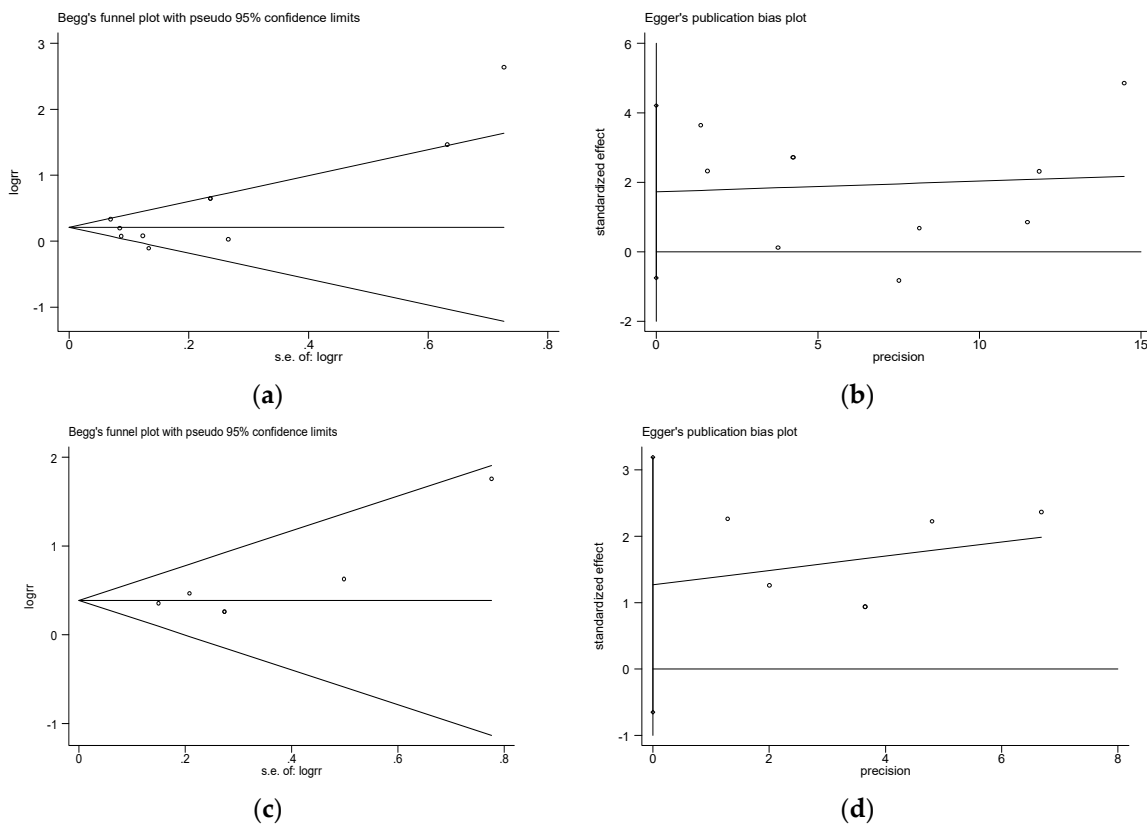 Begg's funnel plot with pseudo 95% confidence limits
logrr
3
2
1
0
-1
0 .2 .4 .6 .8
s.e. of: logrr
(a)
Egger's publication bias plot
standardized effect
6
4
2
0
-2
0 5 10 15
precision
(b)
Begg's funnel plot with pseudo 95% confidence limits
logrr
2
1
0
-1
0 .2 .4 .6 .8
s.e. of: logrr
(c)
Egger's publication bias plot
standardized effect
3
2
1
0
-1
0 2 4 6 8
precision
(d)